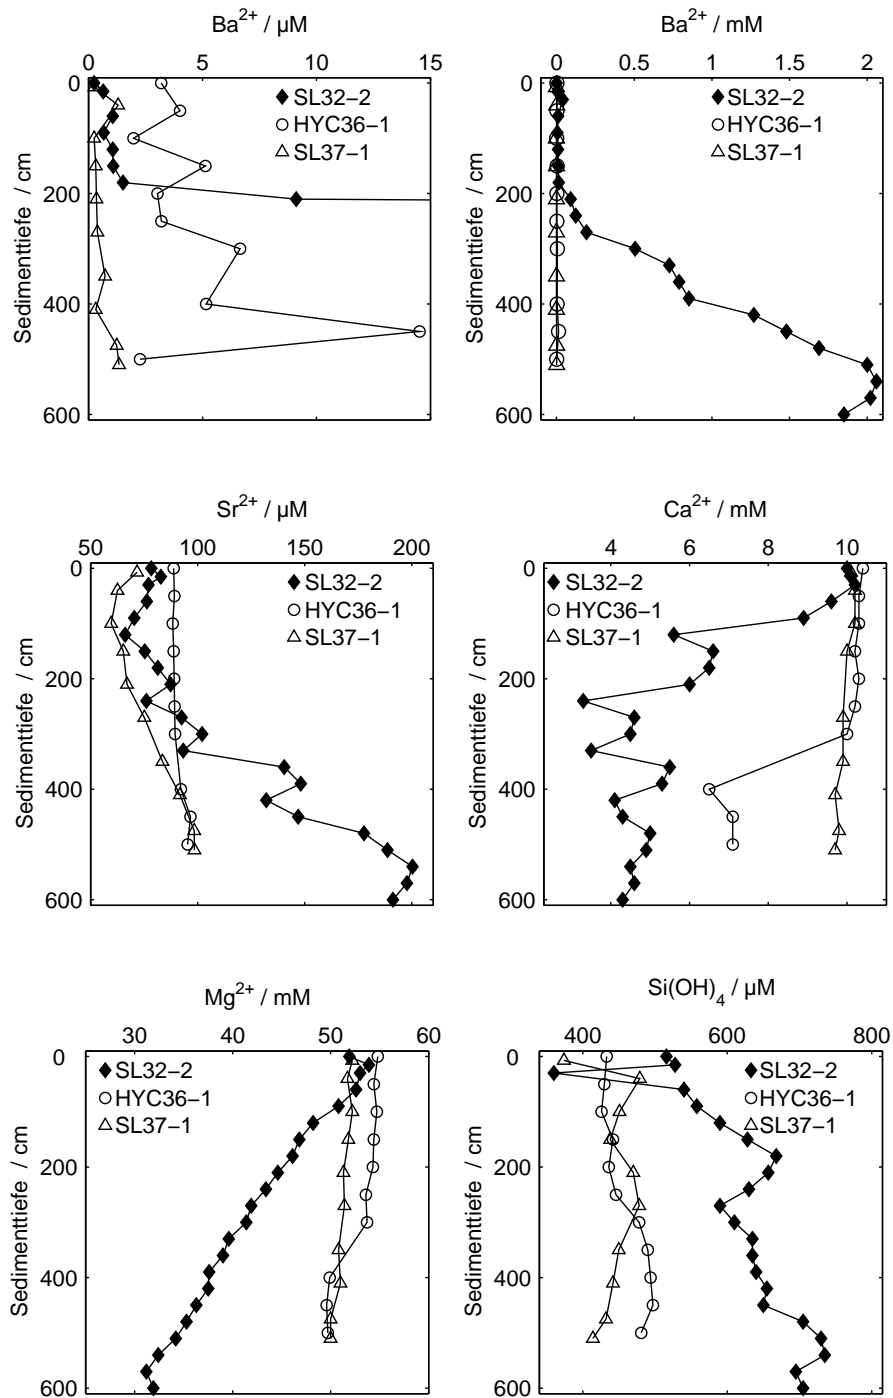 Ba2+ / µM
0 5 10 15
0
200
400
600
Sedimenttiefe / cm
SL32−2
HYC36−1
SL37−1
Ba2+ / mM
0 0.5 1 1.5 2
0
200
400
600
Sedimenttiefe / cm
SL32−2
HYC36−1
SL37−1
Sr2+ / µM
50 100 150 200
0
200
400
600
Sedimenttiefe / cm
SL32−2
HYC36−1
SL37−1
Ca2+ / mM
4 6 8 10
0
200
400
600
Sedimenttiefe / cm
SL32−2
HYC36−1
SL37−1
Mg2+ / mM
30 40 50 60
0
200
400
600
Sedimenttiefe / cm
SL32−2
HYC36−1
SL37−1
Si(OH)4 / µM
400 600 800
0
200
400
600
Sedimenttiefe / cm
SL32−2
HYC36−1
SL37−1